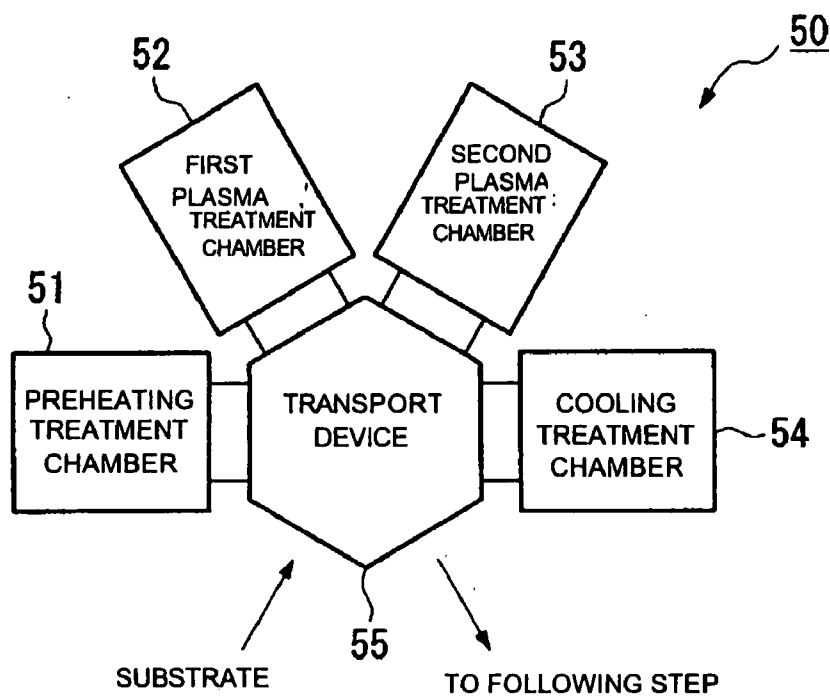 50
52
53
FIRST
PLASMA
TREATMENT
CHAMBER
SECOND
PLASMA
TREATMENT
CHAMBER
51
PREHEATING
TREATMENT
CHAMBER
TRANSPORT
DEVICE
COOLING
TREATMENT
CHAMBER
54
55
SUBSTRATE
TO FOLLOWING STEP